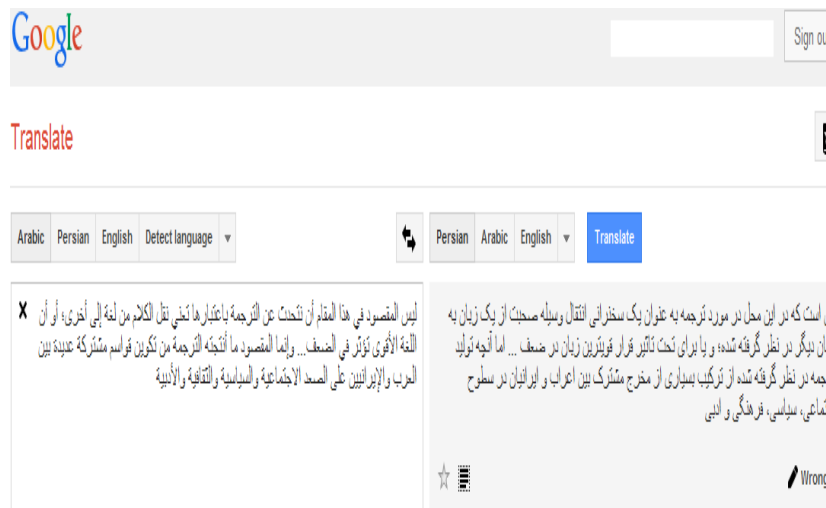 Google
Sign ou
Translate
Arabic Persian English Detect language
Persian Arabic English Translate
ليس المقصود في هذا المقام أن نتحدث عن الترجمة باعتبارها تعني نقل الكلام من لغة إلى أخرى، أو أن
اللغة الأقوى تؤثر في الضعف... وإنما المقصود ما أنتجته الترجمة من تكوين قواسم مشتركة عديدة بين
العرب والإيرانيين على الصعد الاجتماعية والسياسية والثقافية والأدبية
است که در این محل در مورد ترجمه به عنوان یک سخنرانی انتقال وسیله صحبت از یک زبان به
ان دیگر در نظر گرفته شده؛ و یا برای تحت تاثیر قرار قویترین زبان در ضعف ... اما آنچه تولید
جمه در نظر گرفته شده از ترکیب بسیاری از مخرج مشترک بین اعراب و ایرانیان در سطوح
تماعی، سیاسی، فرهنگی و ادبی
Wrong